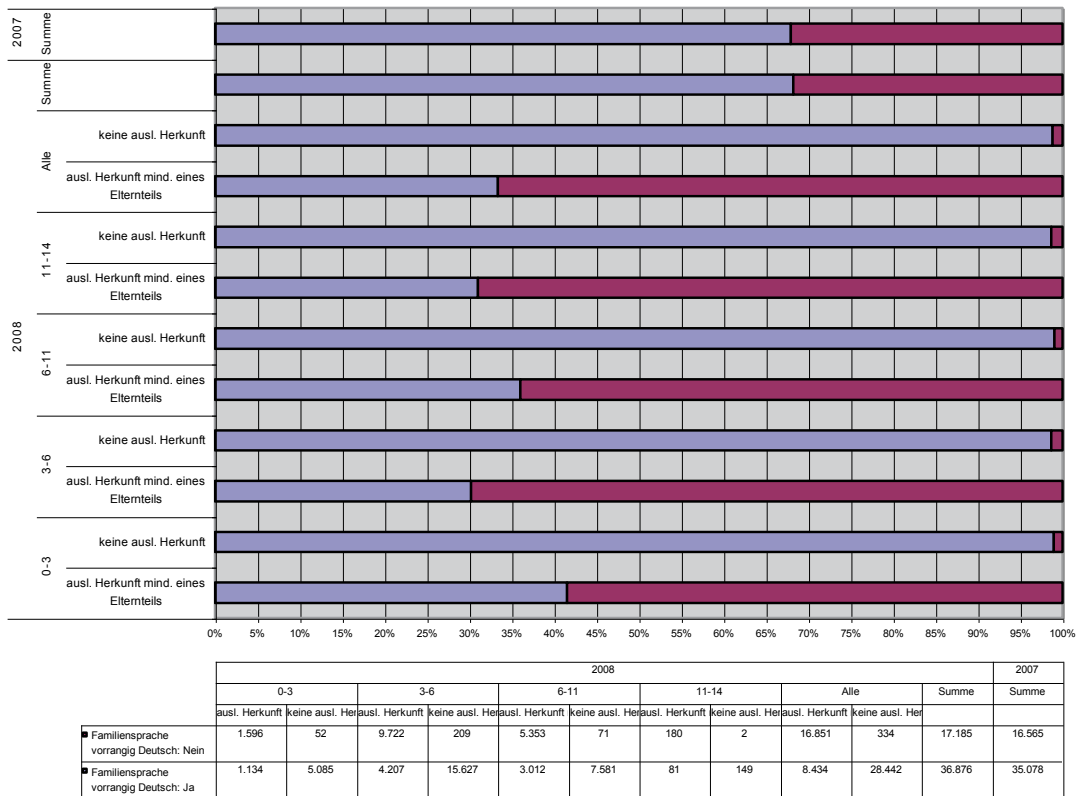 2007
Summe
Summe
Alle
keine ausl. Herkunft
ausl. Herkunft mind. eines
Elternteils
2008
11-14
keine ausl. Herkunft
ausl. Herkunft mind. eines
Elternteils
6-11
keine ausl. Herkunft
ausl. Herkunft mind. eines
Elternteils
3-6
keine ausl. Herkunft
ausl. Herkunft mind. eines
Elternteils
0-3
keine ausl. Herkunft
ausl. Herkunft mind. eines
Elternteils
0% 5% 10% 15% 20% 25% 30% 35% 40% 45% 50% 55% 60% 65% 70% 75% 80% 85% 90% 95% 100%
2008 2007
0-3 3-6 6-11 11-14 Alle Summe Summe
ausl. Herkunft keine ausl. Her ausl. Herkunft keine ausl. Her ausl. Herkunft keine ausl. Her ausl. Herkunft keine ausl. Her ausl. Herkunft keine ausl. Her
Familiensprache
vorrangig Deutsch: Nein
1.596 52 9.722 209 5.353 71 180 2 16.851 334 17.185 16.565
Familiensprache
vorrangig Deutsch: Ja
1.134 5.085 4.207 15.627 3.012 7.581 81 149 8.434 28.442 36.876 35.078